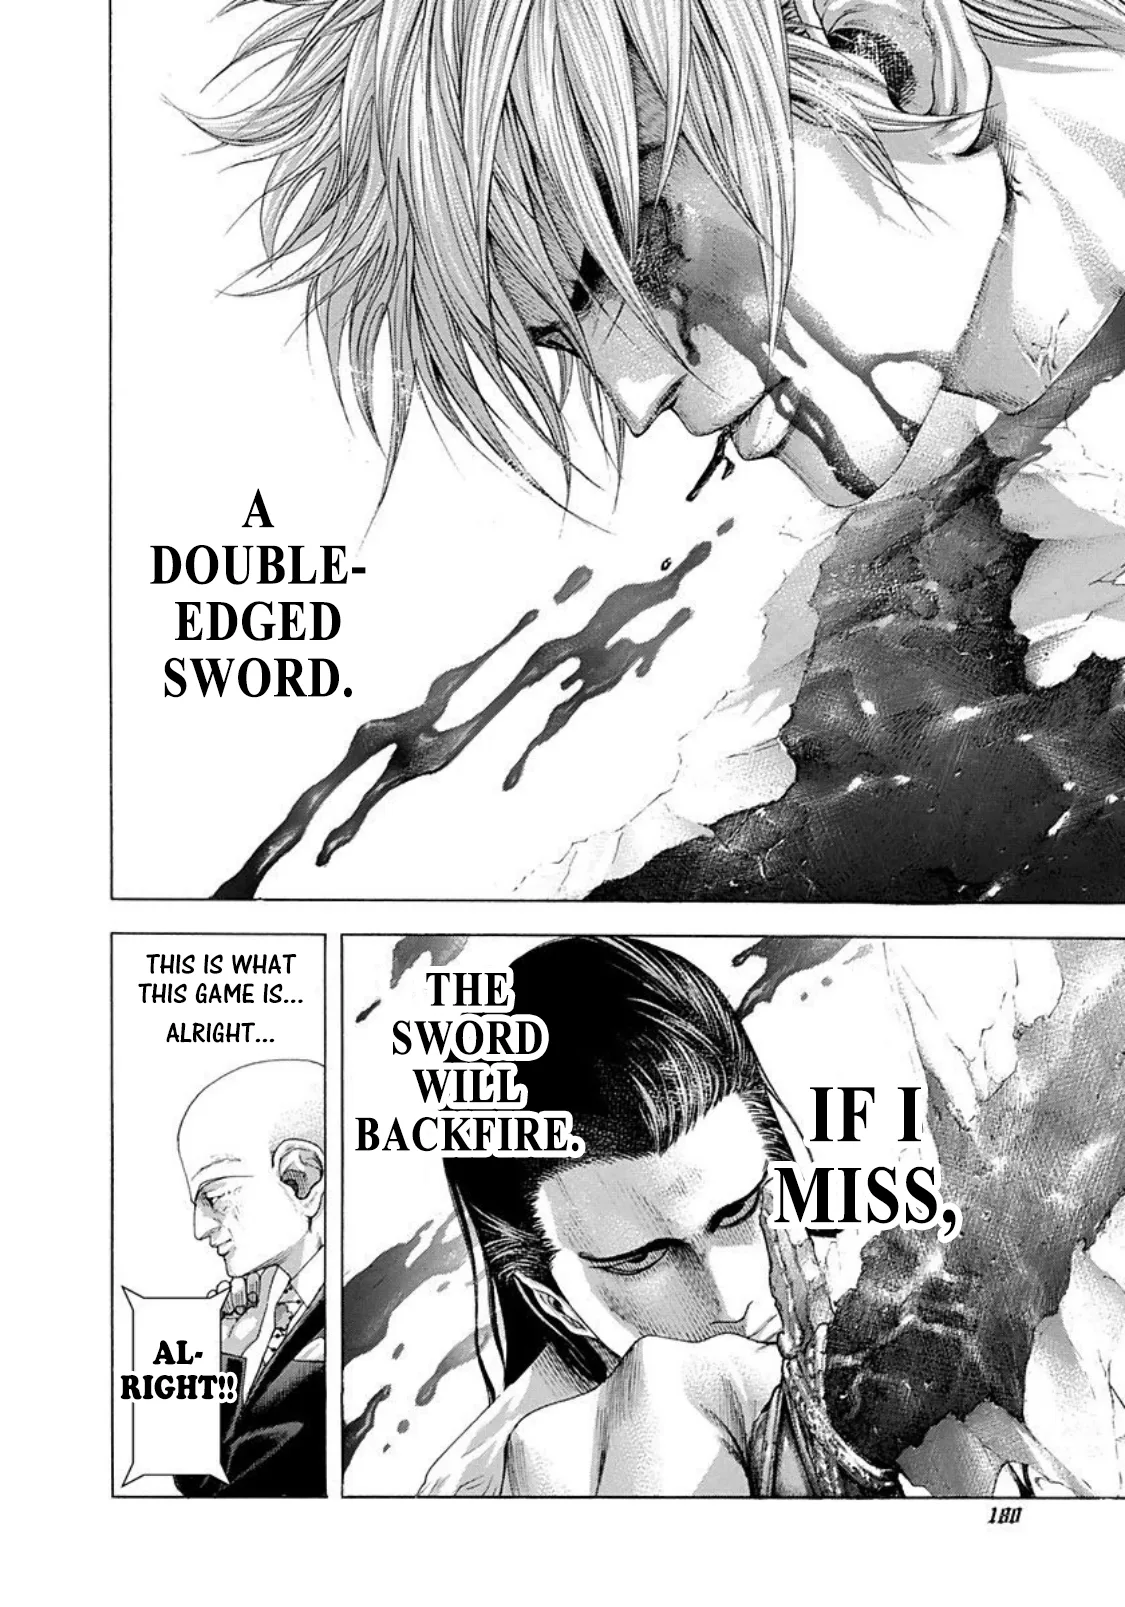 A
DOUBLE-
EDGED
SWORD.
IF I
MISS,
THE
SWORD
WILL
BACKFIRE.
THIS IS WHAT
THIS GAME IS...
ALRIGHT...
AL-
RIGHT!!
180